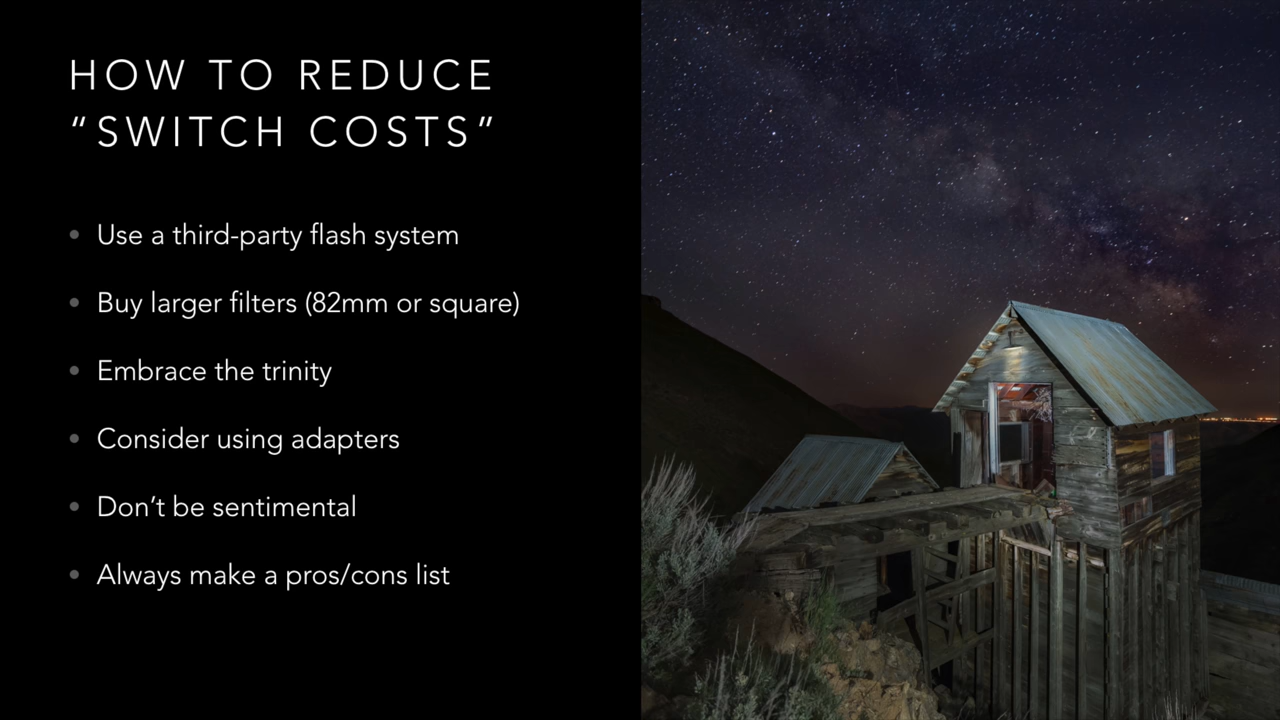 HOW TO REDUCE
“SWITCH COSTS”
• Use a third-party flash system
• Buy larger filters (82mm or square)
• Embrace the trinity
• Consider using adapters
• Don’t be sentimental
• Always make a pros/cons list